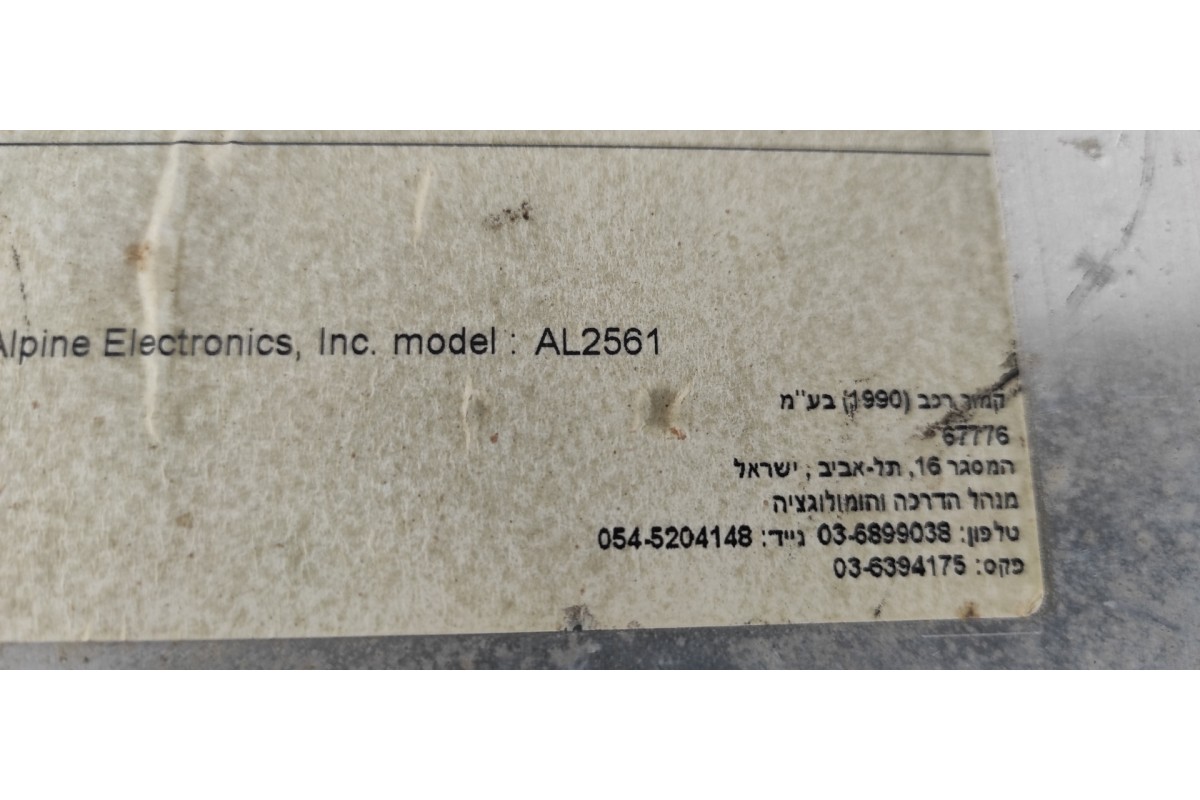 Alpine Electronics, Inc. model : AL2561
קמור רכב (1990) בע"מ
67776
המסגר 16, תל-אביב , ישראל
מנהל הדרכה והומולוגציה
טלפון: 03-6899038 נייד: 054-5204148
פקס: 03-6394175